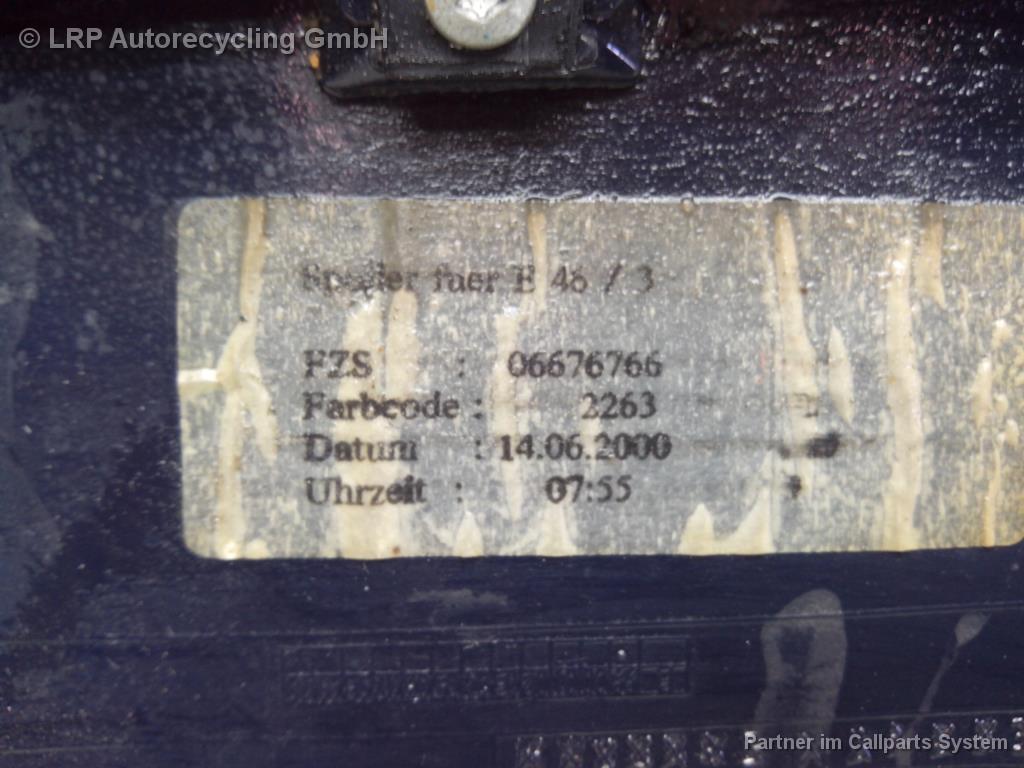 © LRP Autorecycling GmbH
Spoiler fuer E 46 / 3
FZS : 06676766
Farbcode : 2263
Datum : 14.06.2000
Uhrzeit : 07:55
Partner im Callparts System